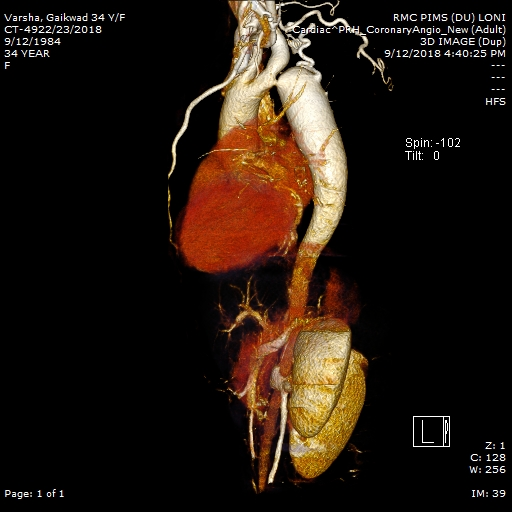 Varsha, Gaikwad 34 Y/F
CT-4922/23/2018
9/12/1984
34 YEAR
F
RMC PIMS (DU) LONI
Cardiac^PRH_CoronaryAngio_New (Adult)
3D IMAGE (Dup)
9/12/2018 4:40:25 PM
---
---
---
HFS
Spin: -102
Tilt: 0
L
Z: 1
C: 128
W: 256
Page: 1 of 1
IM: 39